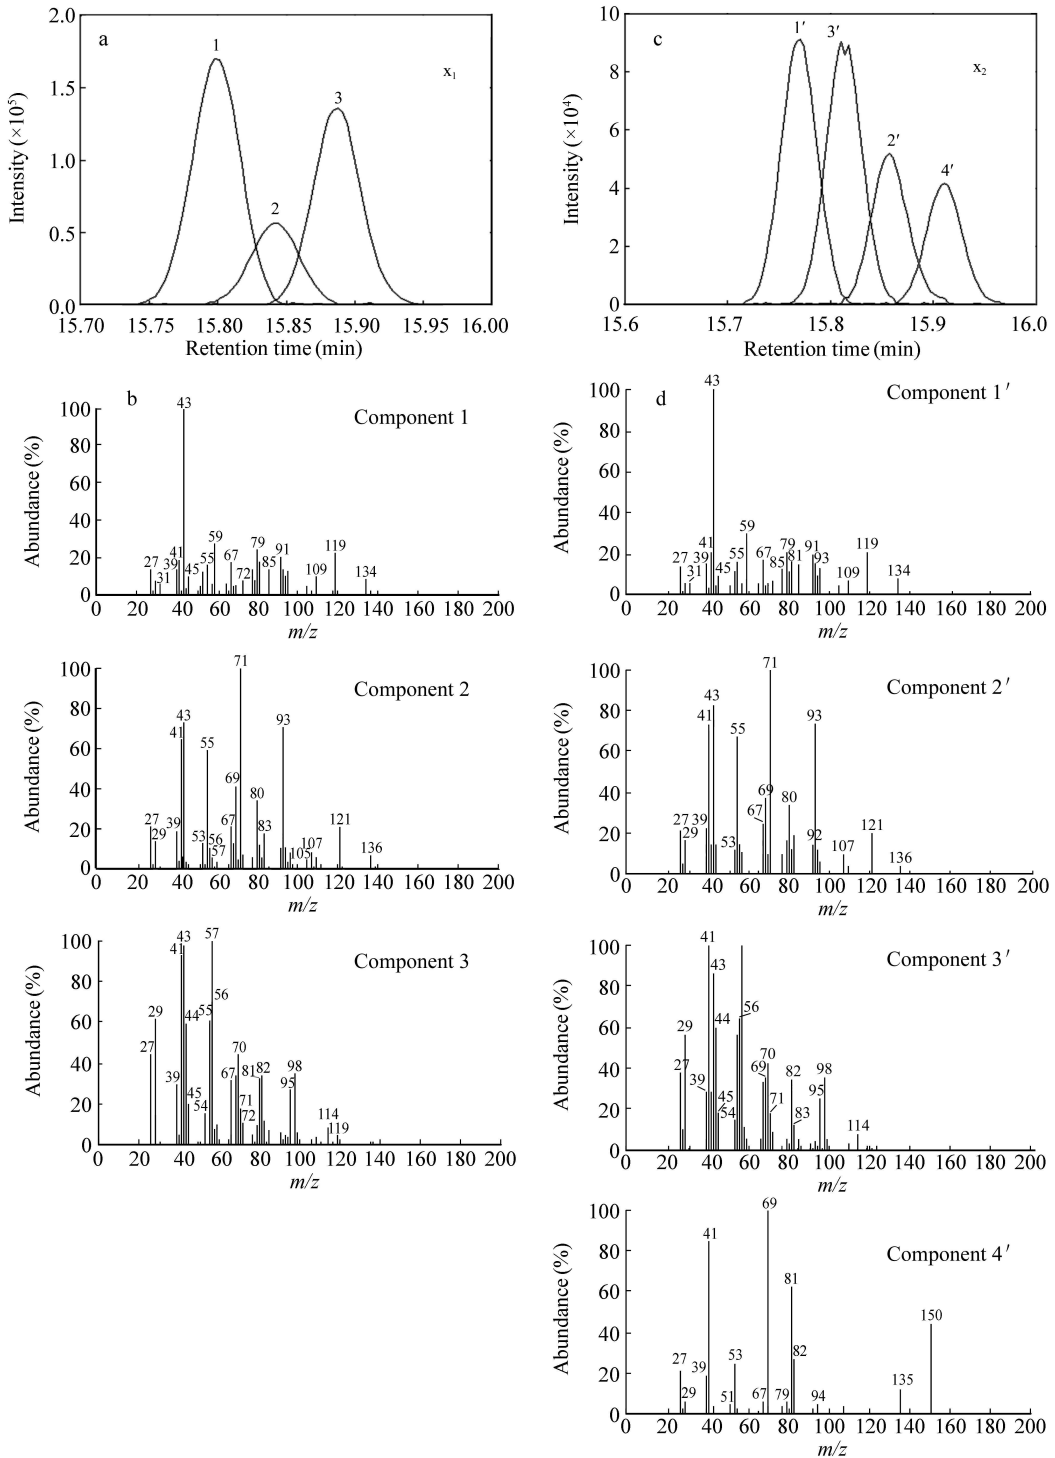 a
x1
2.0
1.5
1.0
0.5
0.0
1
2
3
Intensity (×10⁵)
15.70 15.75 15.80 15.85 15.90 15.95 16.00
Retention time (min)
c
x2
10
8
6
4
2
0
1′
3′
2′
4′
Intensity (×10⁴)
15.6 15.7 15.8 15.9 16.0
Retention time (min)
b
Component 1
Abundance (%)
100
80
60
40
20
0
43
27 31 39 41 45 55 59 67 72 79 85 91 109 119 134
0 20 40 60 80 100 120 140 160 180 200
m/z
d
Component 1′
Abundance (%)
100
80
60
40
20
0
43
27 31 39 41 45 55 59 67 85 79 81 91 93 109 119 134
0 20 40 60 80 100 120 140 160 180 200
m/z
Component 2
Abundance (%)
100
80
60
40
20
0
27 29 39 41 43 53 55 56 57 67 69 71 80 83 93 105 107 121 136
0 20 40 60 80 100 120 140 160 180 200
m/z
Component 2′
Abundance (%)
100
80
60
40
20
0
27 29 39 41 43 53 55 67 69 71 80 92 93 107 121 136
0 20 40 60 80 100 120 140 160 180 200
m/z
Component 3
Abundance (%)
100
80
60
40
20
0
27 29 39 41 43 44 45 54 55 57 56 67 70 71 72 81 82 95 98 114 119
0 20 40 60 80 100 120 140 160 180 200
m/z
Component 3′
Abundance (%)
100
80
60
40
20
0
27 29 39 41 43 44 45 54 56 69 70 71 82 83 95 98 114
0 20 40 60 80 100 120 140 160 180 200
m/z
Component 4′
Abundance (%)
100
80
60
40
20
0
27 29 39 41 51 53 67 69 79 81 82 94 135 150
0 20 40 60 80 100 120 140 160 180 200
m/z